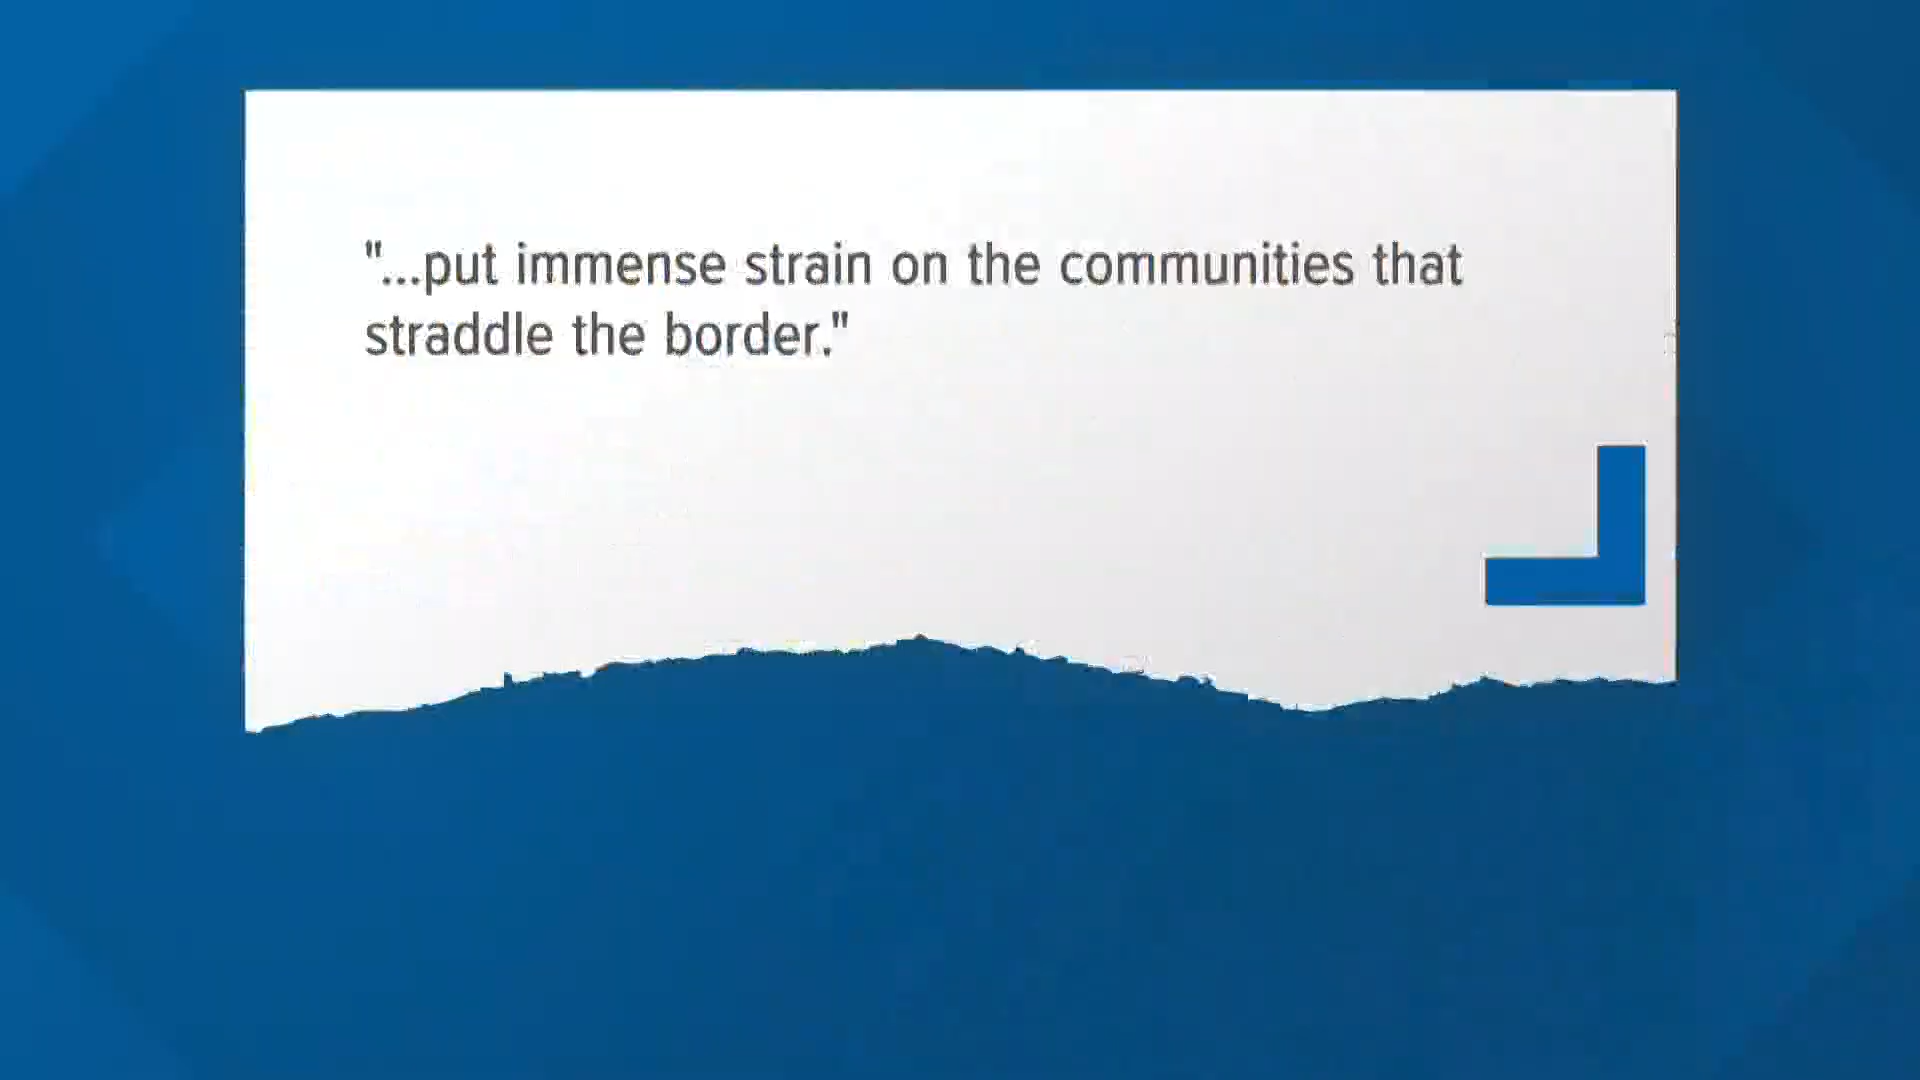 "...put immense strain on the communities that
straddle the border."